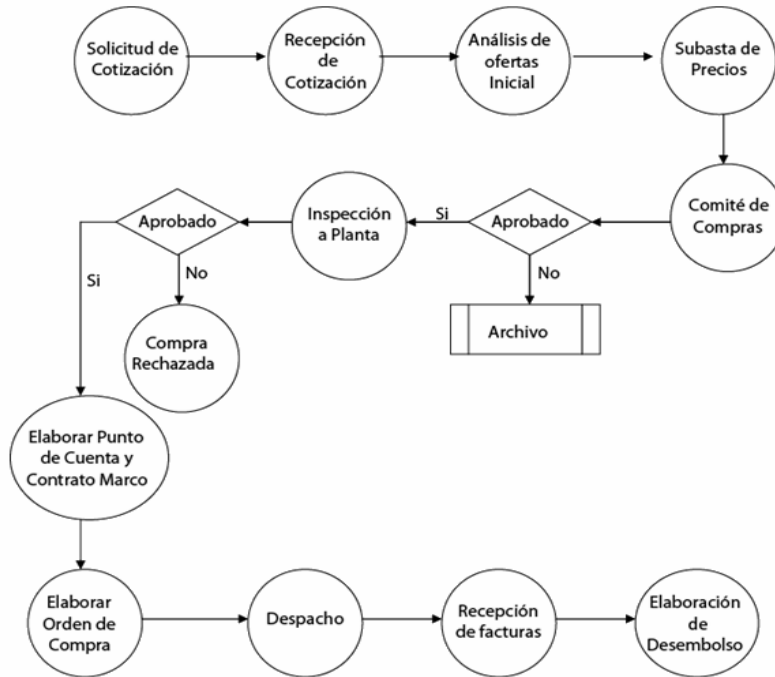 Solicitud de
Cotización
Recepción
de
Cotización
Análisis de
ofertas
Inicial
Subasta de
Precios
Comité de
Compras
Aprobado
Si
No
Archivo
Inspección
a Planta
Aprobado
No
Si
Compra
Rechazada
Elaborar Punto
de Cuenta y
Contrato Marco
Elaborar
Orden de
Compra
Despacho
Recepción
de facturas
Elaboración
de
Desembolso